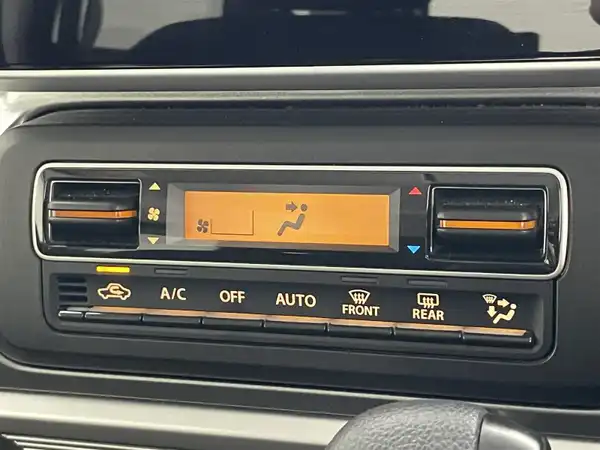 A/C OFF AUTO FRONT REAR